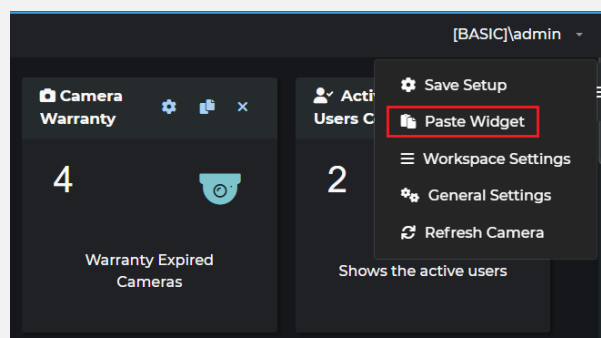 [BASIC]\admin
Camera
Warranty
4
Warranty Expired
Cameras
Users
2
Shows the active users
Save Setup
Paste Widget
Workspace Settings
General Settings
Refresh Camera